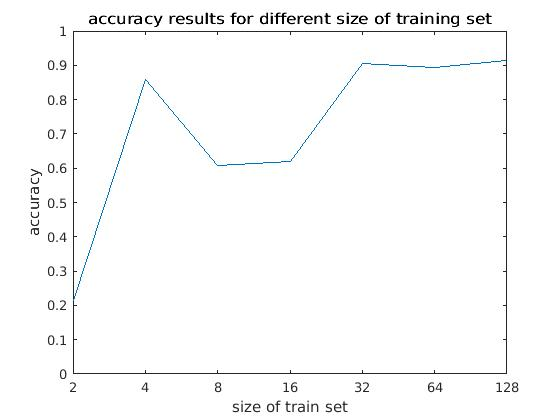 accuracy results for different size of training set
1
0.9
0.8
0.7
0.6
0.5
0.4
0.3
0.2
0.1
0
accuracy
2 4 8 16 32 64 128
size of train set